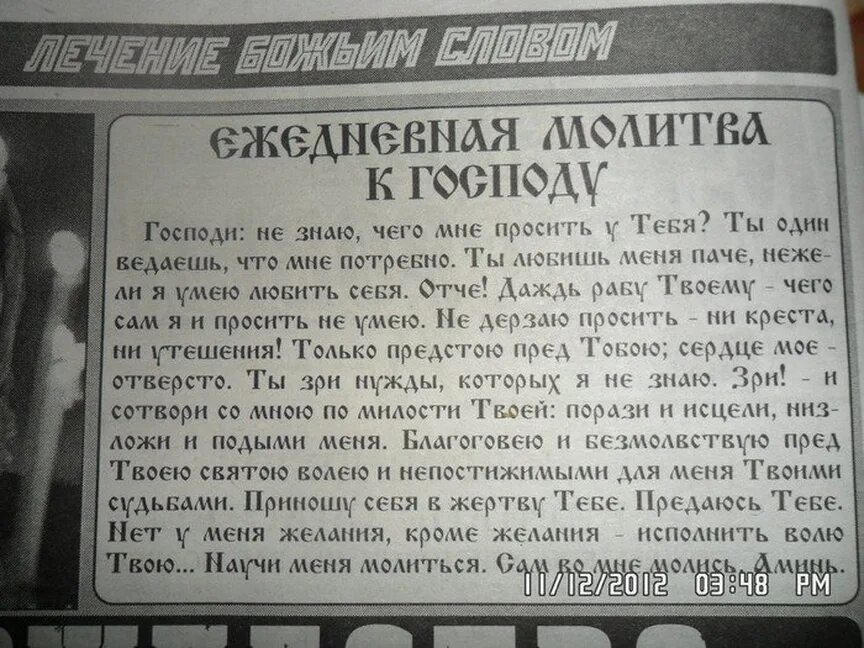 ЛЕЧЕНИЕ БОЖЬИМ СЛОВОМ
ЕЖЕДНЕВНАЯ МОЛИТВА
К ГОСПОДУ
Господи: не знаю, чего мне просить у Тебя? Ты один
ведаешь, что мне потребно. Ты любишь меня паче, неже-
ли я умею любить себя. Отче! Даждь рабу Твоему - чего
сам я и просить не умею. Не дерзаю просить - ни креста,
ни утешения! Только предстою пред Тобою; сердце мое -
отверсто. Ты зри нужды, которых я не знаю. Зри! - и
сотвори со мною по милости Твоей: порази и исцели, низ-
ложи и подыми меня. Благоговею и безмолвствую пред
Твоею святою волею и непостижимыми для меня Твоими
судьбами. Приношу себя в жертву Тебе. Предаюсь Тебе.
Нет у меня желания, кроме желания - исполнить волю
Твою... Научи меня молиться. Сам во мне молись. Аминь.
11/12/2012 03:48 PM